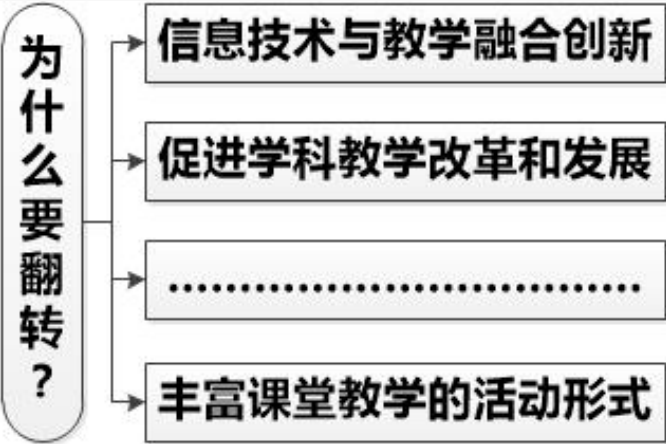 为什么要翻转？
信息技术与教学融合创新
促进学科教学改革和发展
.................................
丰富课堂教学的活动形式